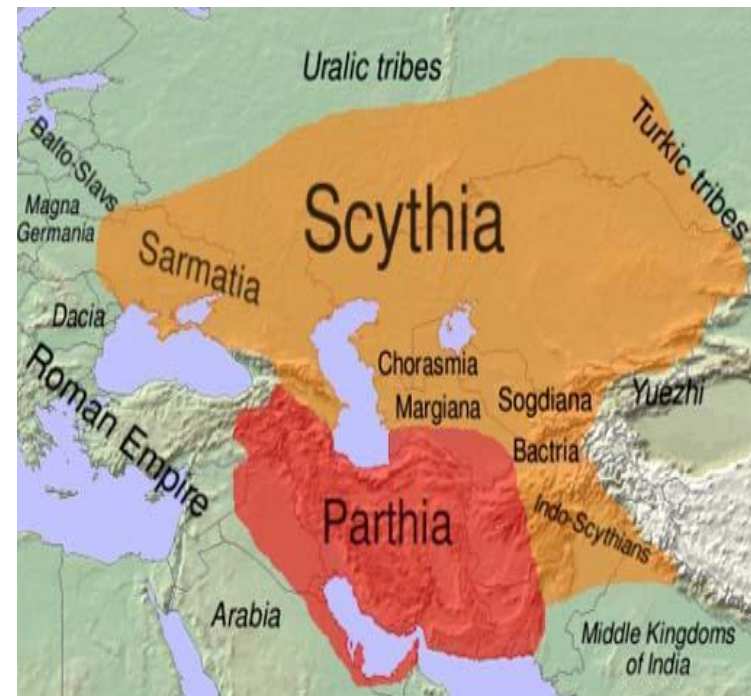 Uralic tribes
Turkic tribes
Balto-Slavs
Magna
Germania
Scythia
Sarmatia
Dacia
Roman Empire
Chorasmia
Margiana
Sogdiana
Yuezhi
Bactria
Parthia
Indo-Scythians
Arabia
Middle Kingdoms
of India